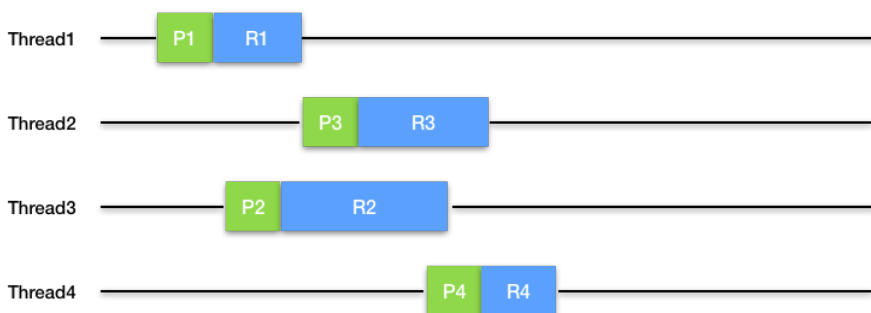 Thread1 P1 R1
Thread2 P3 R3
Thread3 P2 R2
Thread4 P4 R4